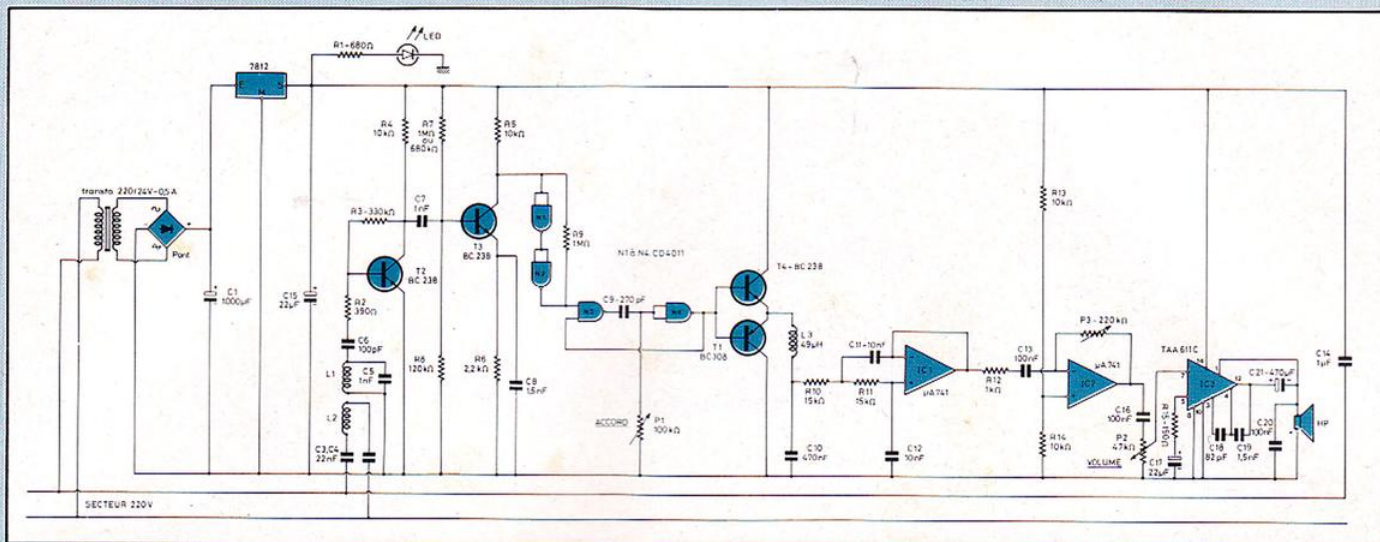 LED
R1-680Ω
7812
E
M
S
R4
10kΩ
R7
1MΩ
ou
680kΩ
R5
10kΩ
transfo. 220/24V-0,5A
Pont
C1
1000µF
C15
22µF
R3-330kΩ
C7
1nF
T3
BC 238
T2
BC 238
R2
390Ω
C6
100pF
L1
C5
1nF
L2
C3,C4
22nF
R8
120kΩ
R6
2,2kΩ
C8
1,5nF
N1
N2
R9
1MΩ
N1 à N4 CD4011
C9-270pF
N3
N4
ACCORD
P1
100kΩ
T4-BC 238
T1
BC308
L3
49µH
R10
15kΩ
C11-10nF
R11
15kΩ
C10
470nF
C12
10nF
IC1
µA741
R12
1kΩ
C13
100nF
R13
10kΩ
R14
10kΩ
P3-220kΩ
µA741
IC2
C16
100nF
P2
47kΩ
VOLUME
TAA611C
IC3
R15-150Ω
C17
22µF
C18
82pF
C19
1,5nF
C20
100nF
C21-470µF
HP
C14
1µF
SECTEUR 220V